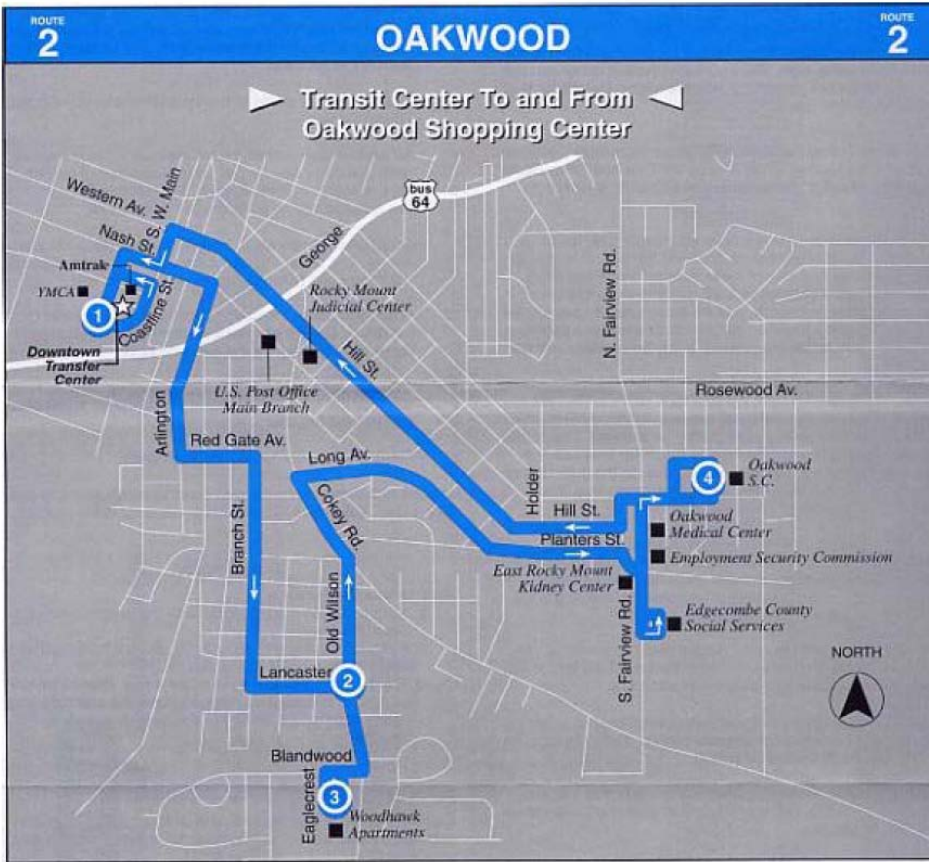 ROUTE
2
OAKWOOD
ROUTE
2
Transit Center To and From
Oakwood Shopping Center
bus
64
Western Av.
S. W. Main
Nash St.
George
Amtrak
YMCA
Rocky Mount
Judicial Center
N. Fairview Rd.
1
Coastline St.
Downtown
Transfer
Center
Hill St.
U.S. Post Office
Main Branch
Rosewood Av.
Arlington
Red Gate Av.
Long Av.
Holder
4
Oakwood
S.C.
Cokey Rd.
Hill St.
Oakwood
Medical Center
Planters St.
Branch St.
Employment Security Commission
East Rocky Mount
Kidney Center
Old Wilson
Edgecombe County
Social Services
S. Fairview Rd.
NORTH
Lancaster
2
Blandwood
Eaglecrest
3
Woodhawk
Apartments